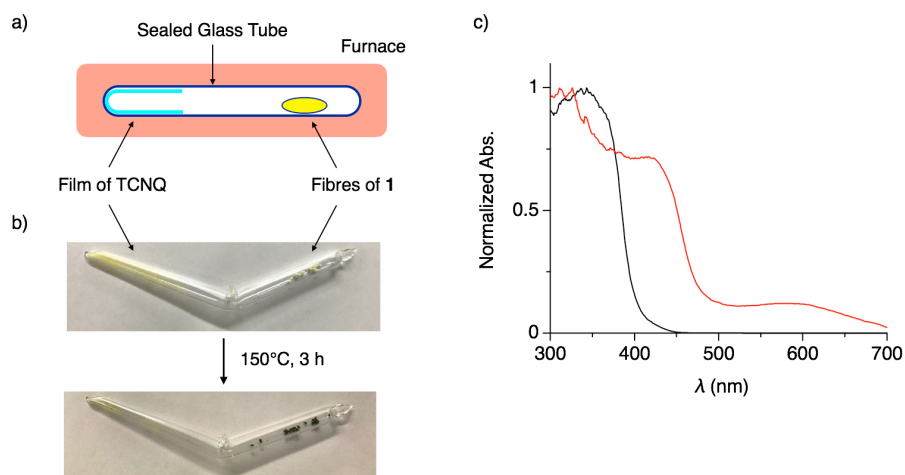 a)
Sealed Glass Tube
Furnace
Film of TCNQ
Fibres of 1
b)
150°C, 3 h
c)
Normalized Abs.
1
0.5
0
300 400 500 600 700
λ (nm)